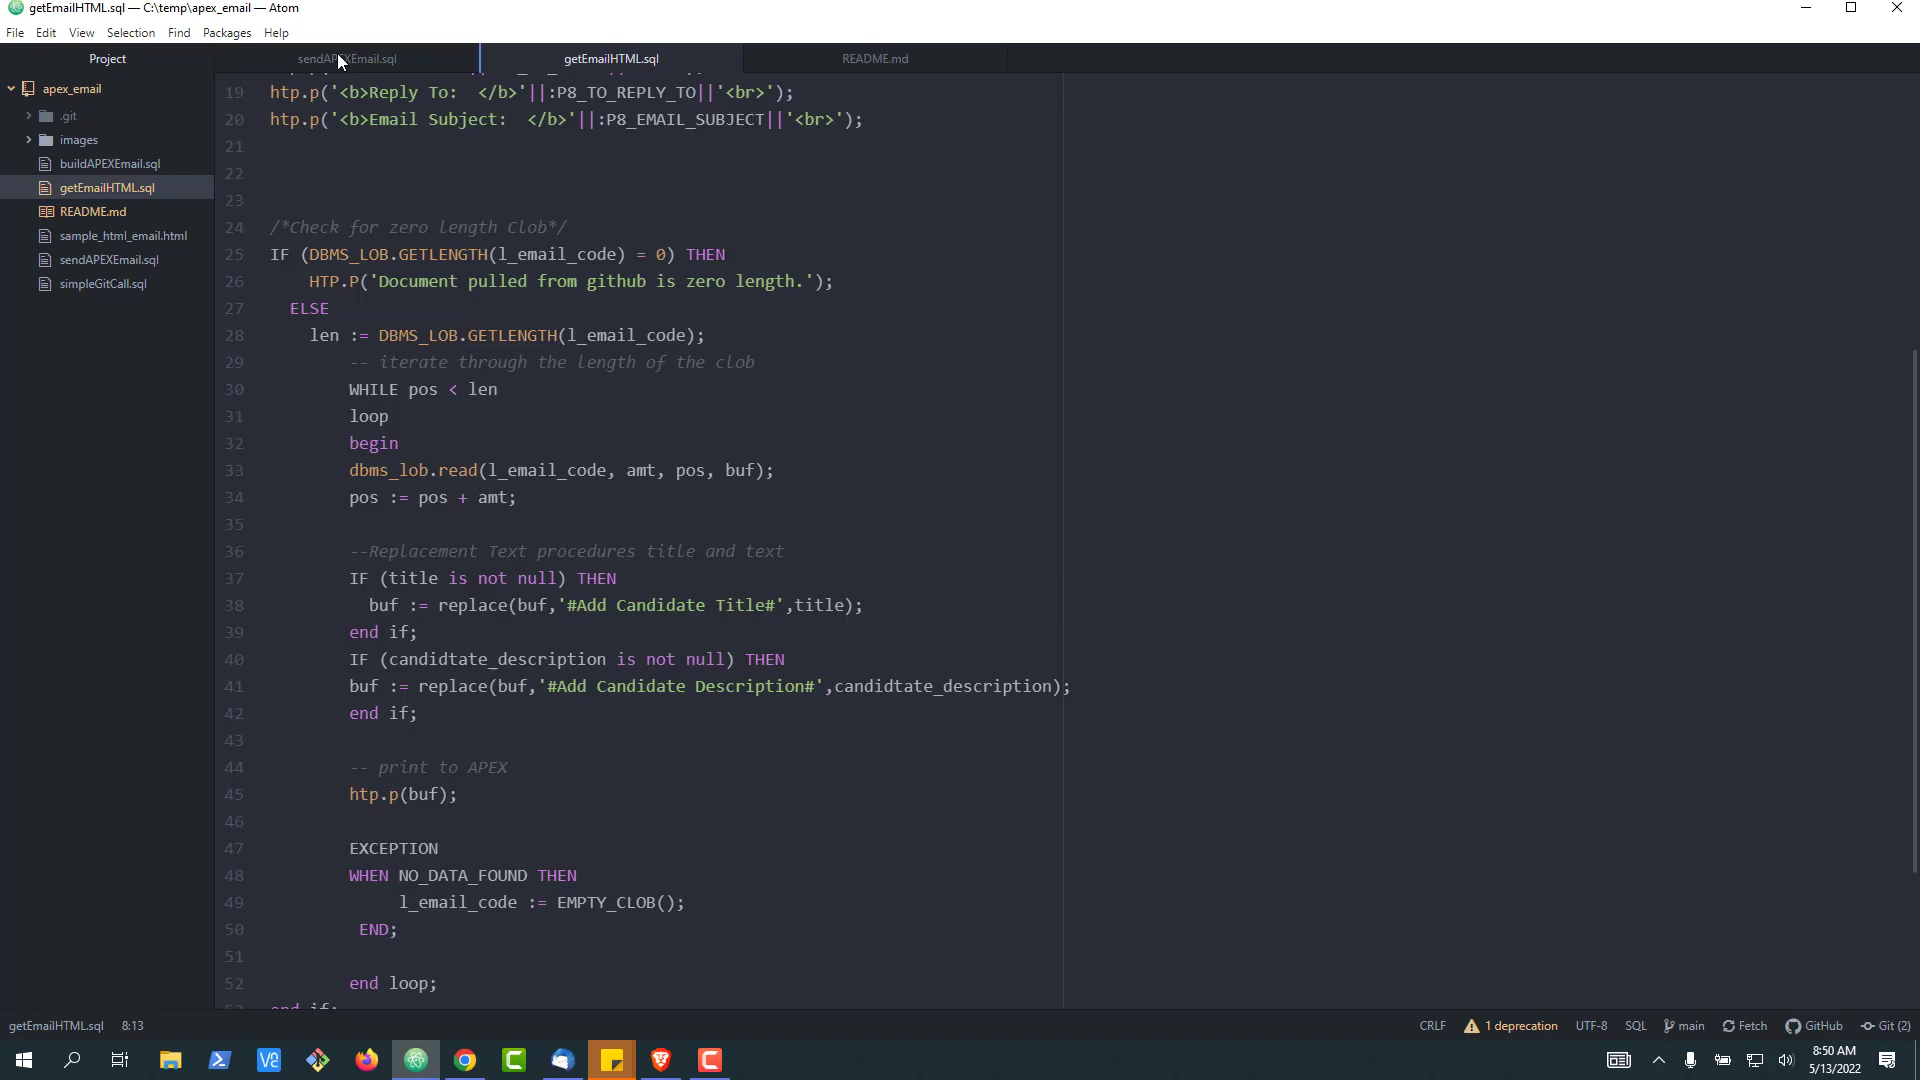 getEmailHTML.sql — C:\temp\apex_email — Atom
File Edit View Selection Find Packages Help
Project
sendAPEXEmail.sql
getEmailHTML.sql
README.md
apex_email
.git
images
buildAPEXEmail.sql
getEmailHTML.sql
README.md
sample_html_email.html
sendAPEXEmail.sql
simpleGitCall.sql
19 htp.p('<b>Reply To:  </b>'||:P8_TO_REPLY_TO||'<br>');
20 htp.p('<b>Email Subject:  </b>'||:P8_EMAIL_SUBJECT||'<br>');
21
22
23
24 /*Check for zero length Clob*/
25 IF (DBMS_LOB.GETLENGTH(l_email_code) = 0) THEN
26 HTP.P('Document pulled from github is zero length.');
27 ELSE
28 len := DBMS_LOB.GETLENGTH(l_email_code);
29 -- iterate through the length of the clob
30 WHILE pos < len
31 loop
32 begin
33 dbms_lob.read(l_email_code, amt, pos, buf);
34 pos := pos + amt;
35
36 --Replacement Text procedures title and text
37 IF (title is not null) THEN
38 buf := replace(buf,'#Add Candidate Title#',title);
39 end if;
40 IF (candidtate_description is not null) THEN
41 buf := replace(buf,'#Add Candidate Description#',candidtate_description);
42 end if;
43
44 -- print to APEX
45 htp.p(buf);
46
47 EXCEPTION
48 WHEN NO_DATA_FOUND THEN
49 l_email_code := EMPTY_CLOB();
50 END;
51
52 end loop;
end if;
getEmailHTML.sql 8:13
CRLF 1 deprecation UTF-8 SQL main Fetch GitHub Git (2)
8:50 AM
5/13/2022